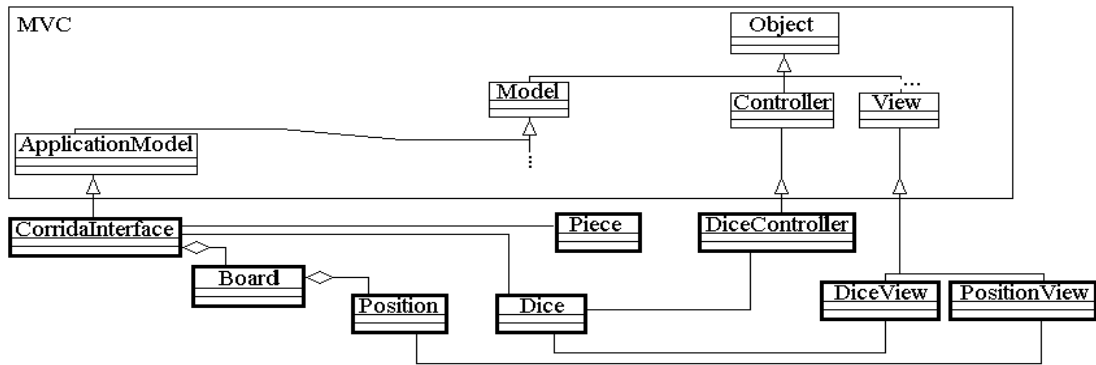 MVC
Object
...
Model
Controller
View
ApplicationModel
...
CorridaInterface
Piece
DiceController
Board
Position
Dice
DiceView
PositionView